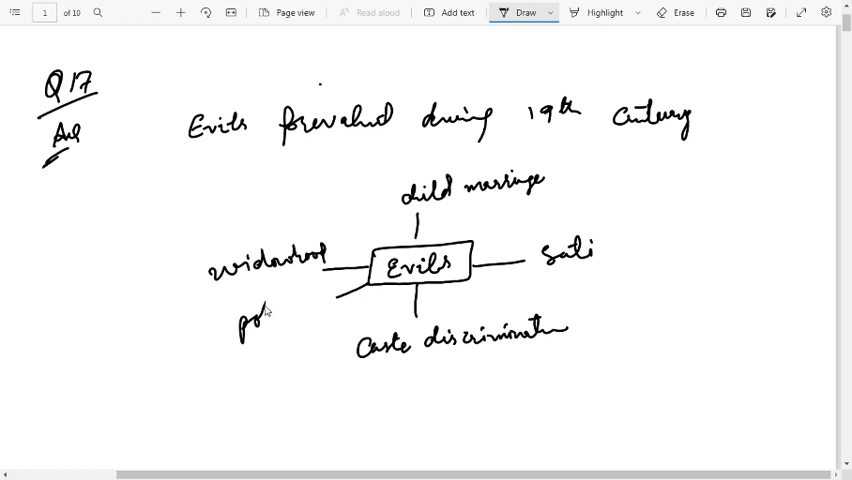 1 of 10 Page view Read aloud Add text Draw Highlight Erase
Q17
Ans
Evils prevalent during 19th century
child marriage
widowhood
Evils
Sati
po
Caste discrimination